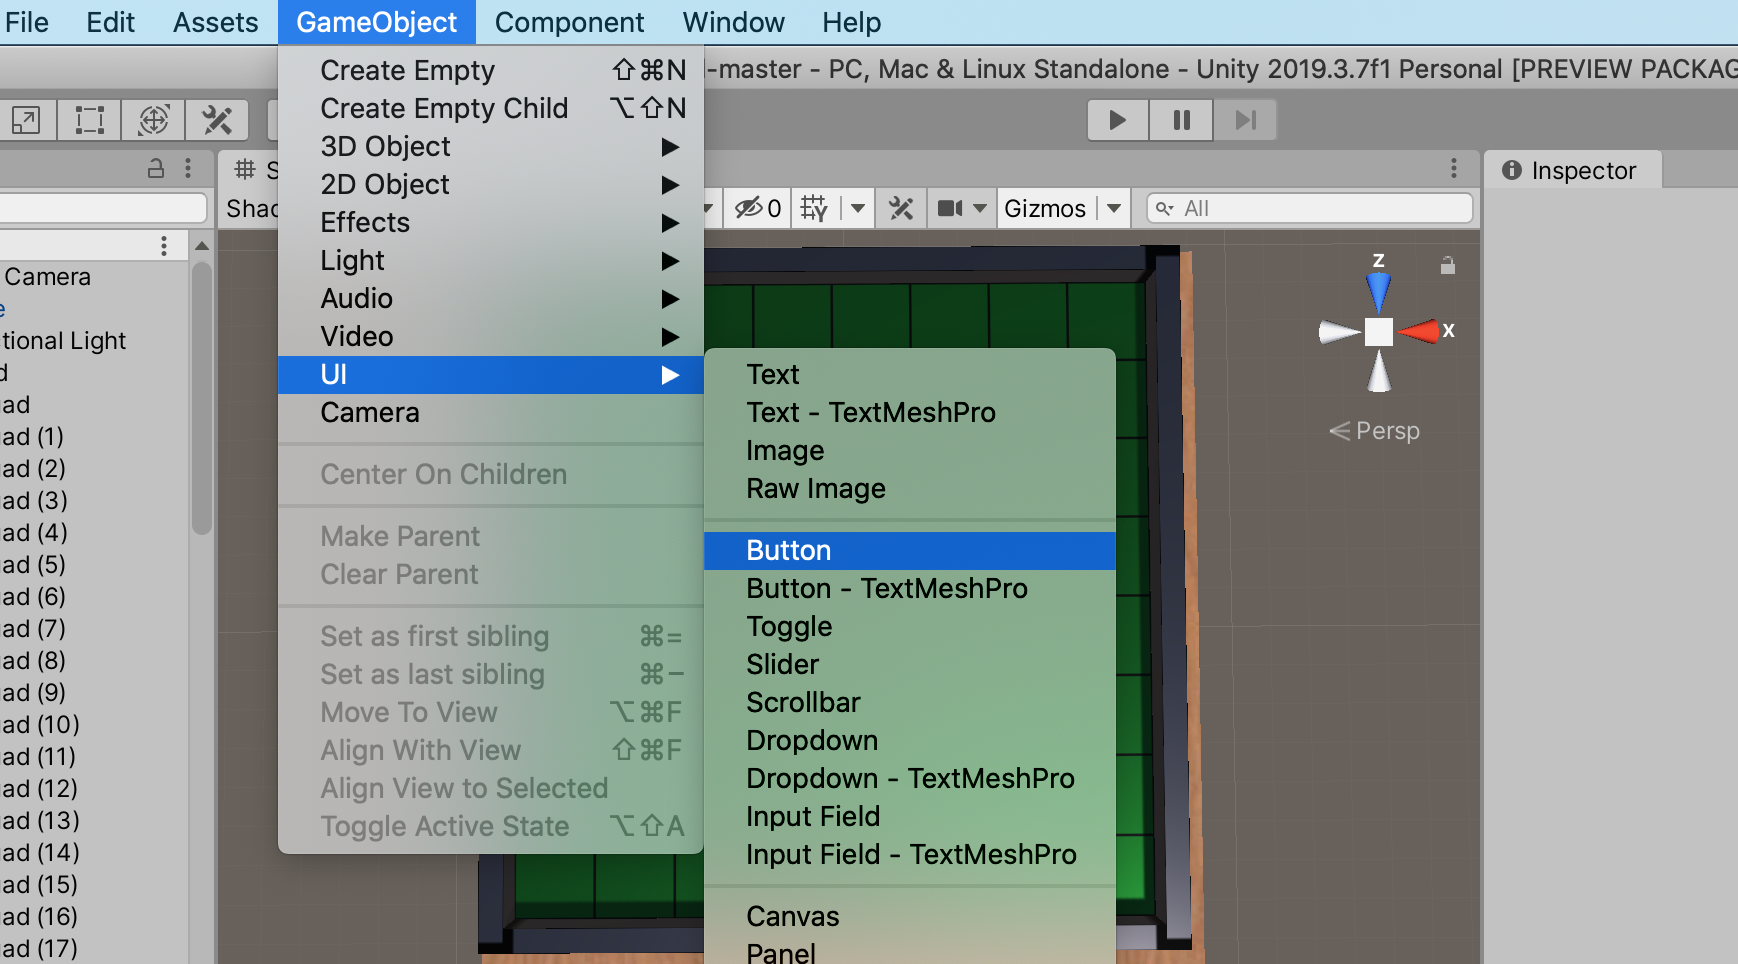 File Edit Assets GameObject Component Window Help
-master - PC, Mac & Linux Standalone - Unity 2019.3.7f1 Personal [PREVIEW PACKAG
Create Empty ⇧⌘N
Create Empty Child ⌥⇧N
3D Object ▶
2D Object ▶
Effects ▶
Light ▶
Audio ▶
Video ▶
UI ▶
Camera
Center On Children
Make Parent
Clear Parent
Set as first sibling ⌘=
Set as last sibling ⌘−
Move To View ⌥⌘F
Align With View ⇧⌘F
Align View to Selected
Toggle Active State ⌥⇧A
Text
Text - TextMeshPro
Image
Raw Image
Button
Button - TextMeshPro
Toggle
Slider
Scrollbar
Dropdown
Dropdown - TextMeshPro
Input Field
Input Field - TextMeshPro
Canvas
Panel
S
Shad
0
Gizmos
All
Inspector
z
x
Persp
Camera
e
tional Light
d
ad
ad (1)
ad (2)
ad (3)
ad (4)
ad (5)
ad (6)
ad (7)
ad (8)
ad (9)
ad (10)
ad (11)
ad (12)
ad (13)
ad (14)
ad (15)
ad (16)
ad (17)